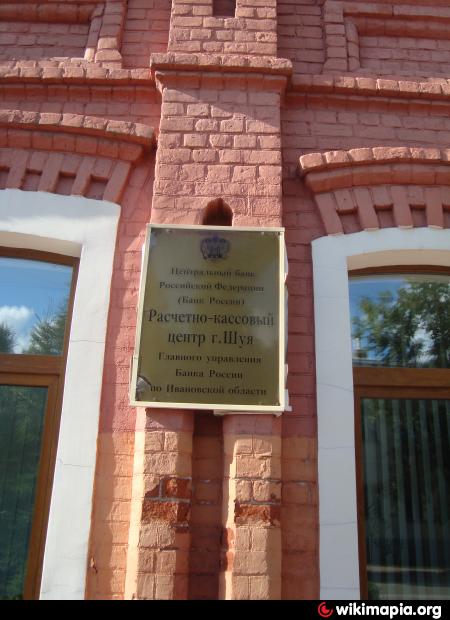 Центральный банк
Российской Федерации
(Банк России)
Расчетно-кассовый
центр г.Шуя
Главного управления
Банка России
по Ивановской области
wikimapia.org